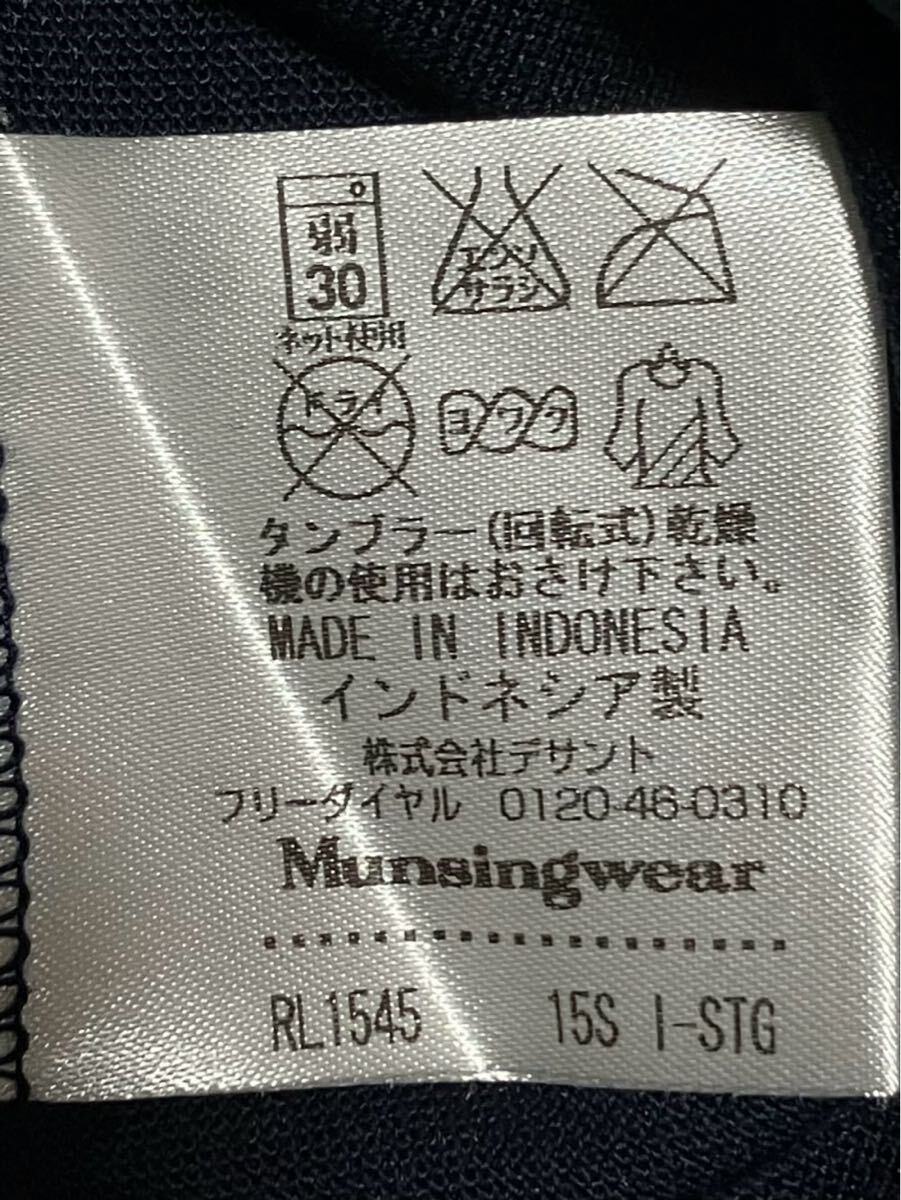 弱
30
ネット使用
エンソ
サラシ
ドライ
ヨワク
タンブラー(回転式)乾燥
機の使用はおさけ下さい。
MADE IN INDONESIA
インドネシア製
株式会社デサント
フリーダイヤル 0120-46-0310
Munsingwear
RL1545 15S I-STG